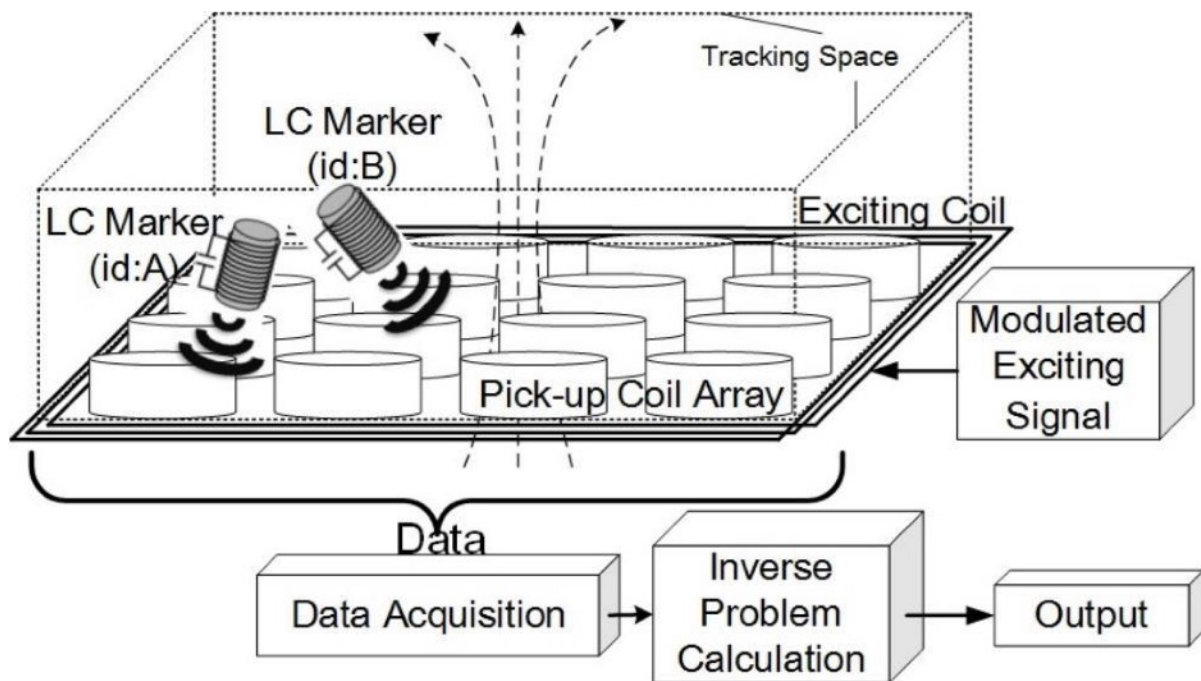 Tracking Space
LC Marker
(id:B)
LC Marker
(id:A)
Exciting Coil
Modulated
Exciting
Signal
Pick-up Coil Array
Data
Data Acquisition
Inverse
Problem
Calculation
Output